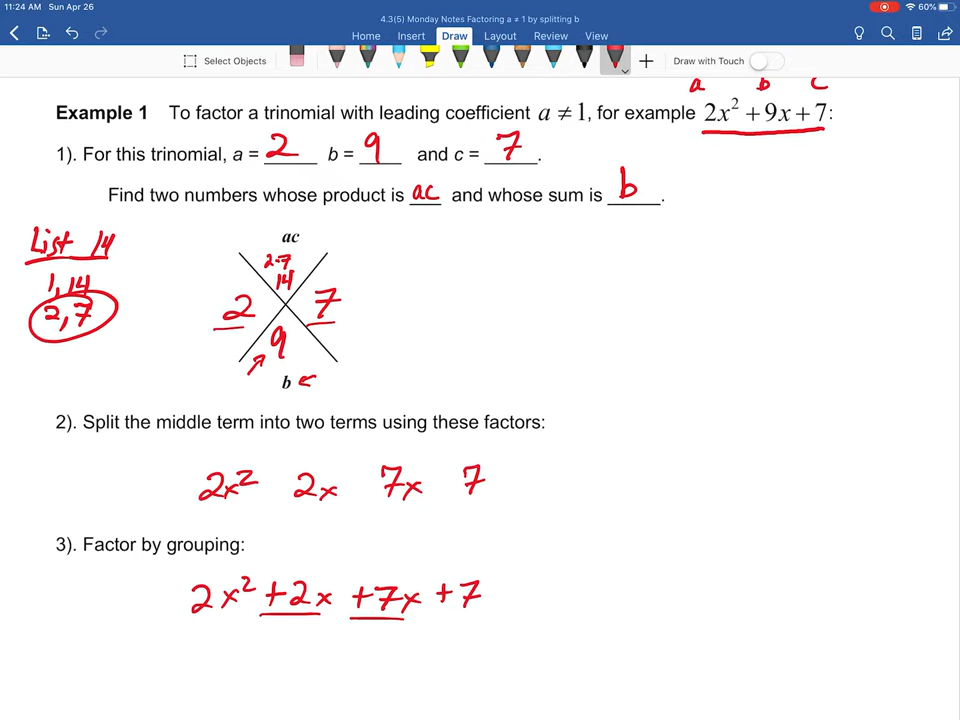 11:24 AM Sun Apr 26
60%
4.3(5) Monday Notes Factoring a ≠ 1 by splitting b
Home Insert Draw Layout Review View
Select Objects
Draw with Touch
a b c
Example 1 To factor a trinomial with leading coefficient a ≠ 1, for example 2x² + 9x + 7:
1). For this trinomial, a = 2 b = 9 and c = 7.
Find two numbers whose product is ac and whose sum is b.
List 14
1, 14
2, 7
ac
2·7
14
2 7
9
b
2). Split the middle term into two terms using these factors:
2x² 2x 7x 7
3). Factor by grouping:
2x² +2x +7x +7